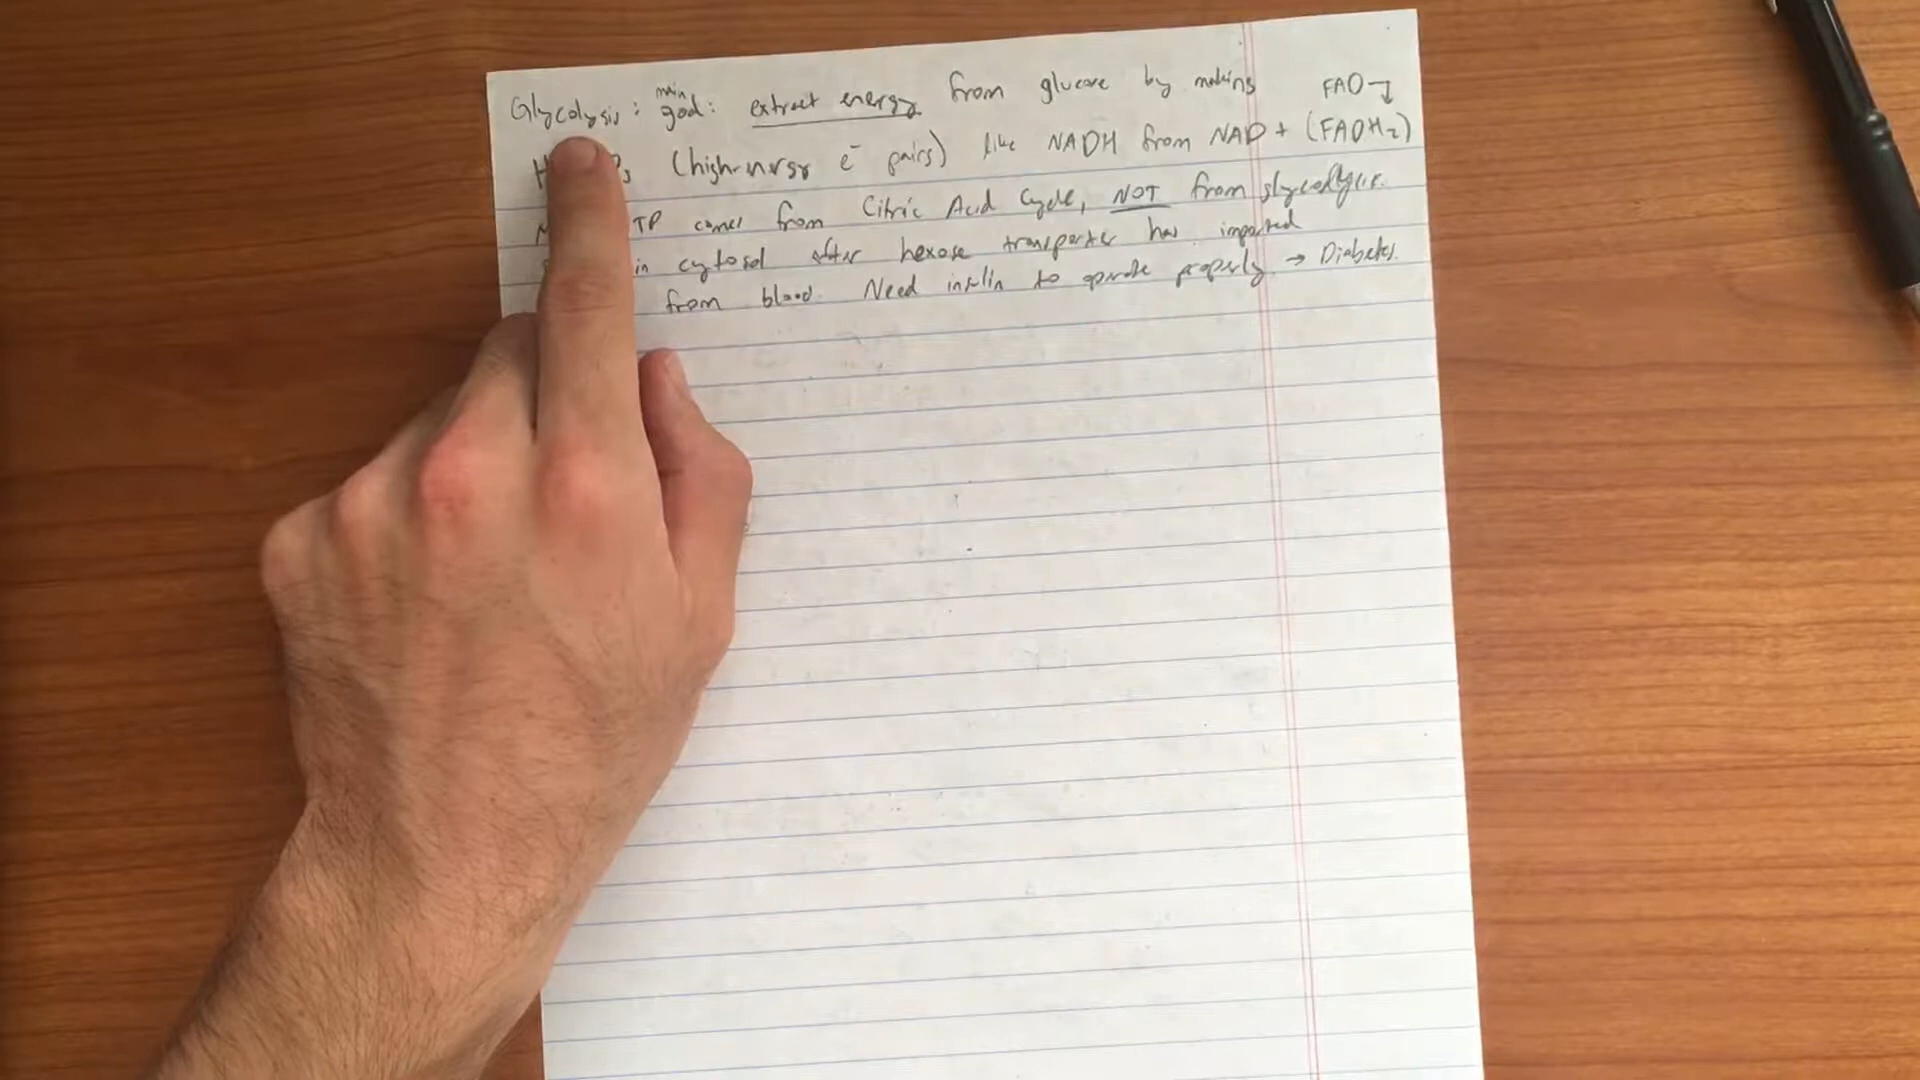 Glycolysis: main goal: extract energy from glucose by making FAD
(high-energy e⁻ pairs) like NADH from NAD+ (FADH₂)
TP comes from Citric Acid Cycle, NOT from glycolysis.
in cytosol after hexose transporter has imported
from blood. Need insulin to operate properly → Diabetes.